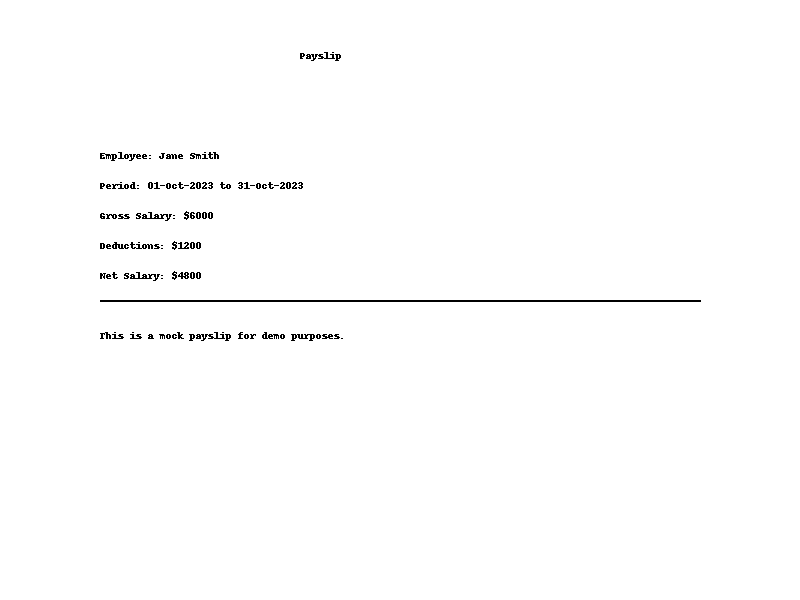 Payslip
Employee: Jane Smith
Period: 01-Oct-2023 to 31-Oct-2023
Gross Salary: $6000
Deductions: $1200
Net Salary: $4800
This is a mock payslip for demo purposes.